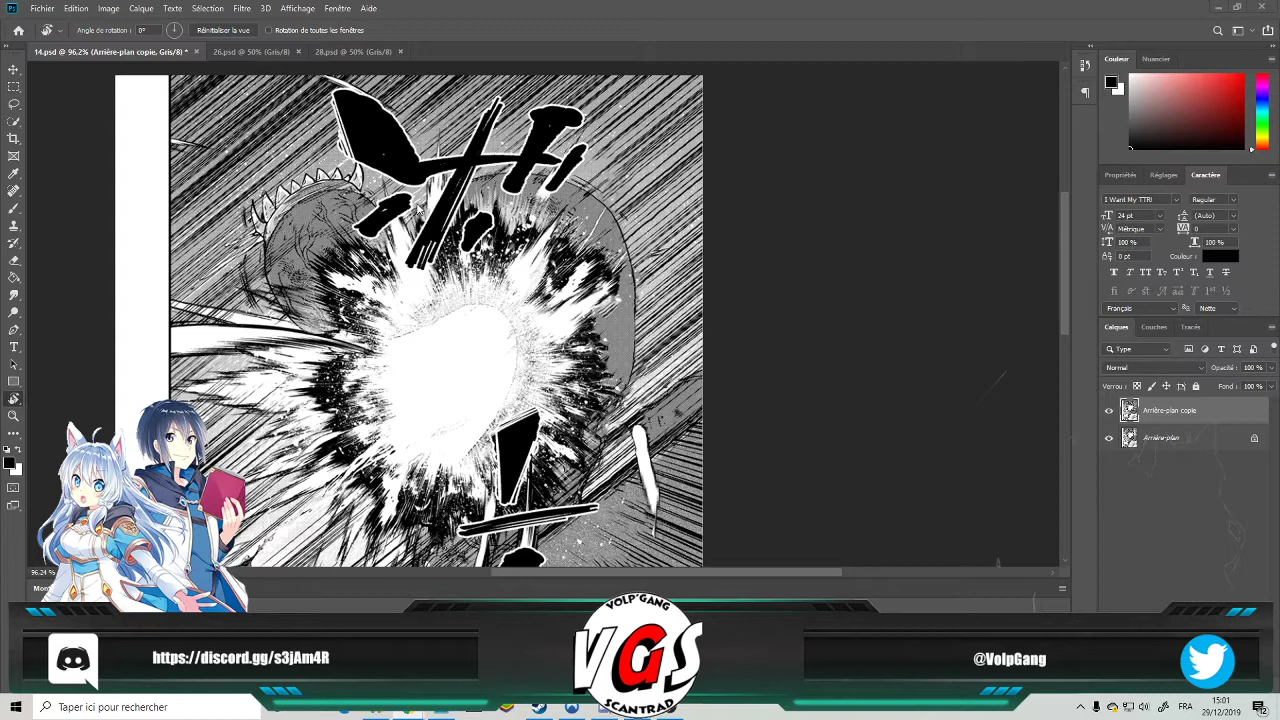 Fichier Edition Image Calque Texte Sélection Filtre 3D Affichage Fenêtre Aide
Angle de rotation : 0° Réinitialiser la vue Rotation de toutes les fenêtres
14.psd @ 96.2% (Arrière-plan copie, Gris/8) * × 26.psd @ 50% (Gris/8) × 28.psd @ 50% (Gris/8) ×
Couleur Nuancier
Propriétés Réglages Caractère
I Want My TTR! Regular
24 pt (Auto)
Métrique 0
100 % 100 %
0 pt Couleur :
Français Nette
Calques Couches Tracés
Type
Normal Opacité : 100 %
Verrou : Fond : 100 %
Arrière-plan copie
Arrière-plan
96.24 %
VOLP'GANG
VGS
SCANTRAD
https://discord.gg/s3jAm4R
@VolpGang
Taper ici pour rechercher
FRA
15:01
29/12/2019